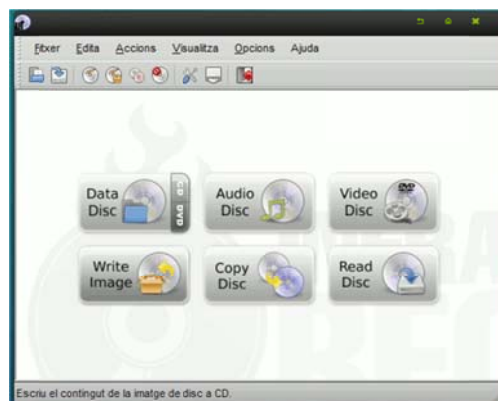 Fitxer Edita Accions Visualitza Opcions Ajuda
Data Disc
CD DVD
Audio Disc
Video Disc
DVD
Write Image
Copy Disc
Read Disc
Escriu el contingut de la imatge de disc a CD.